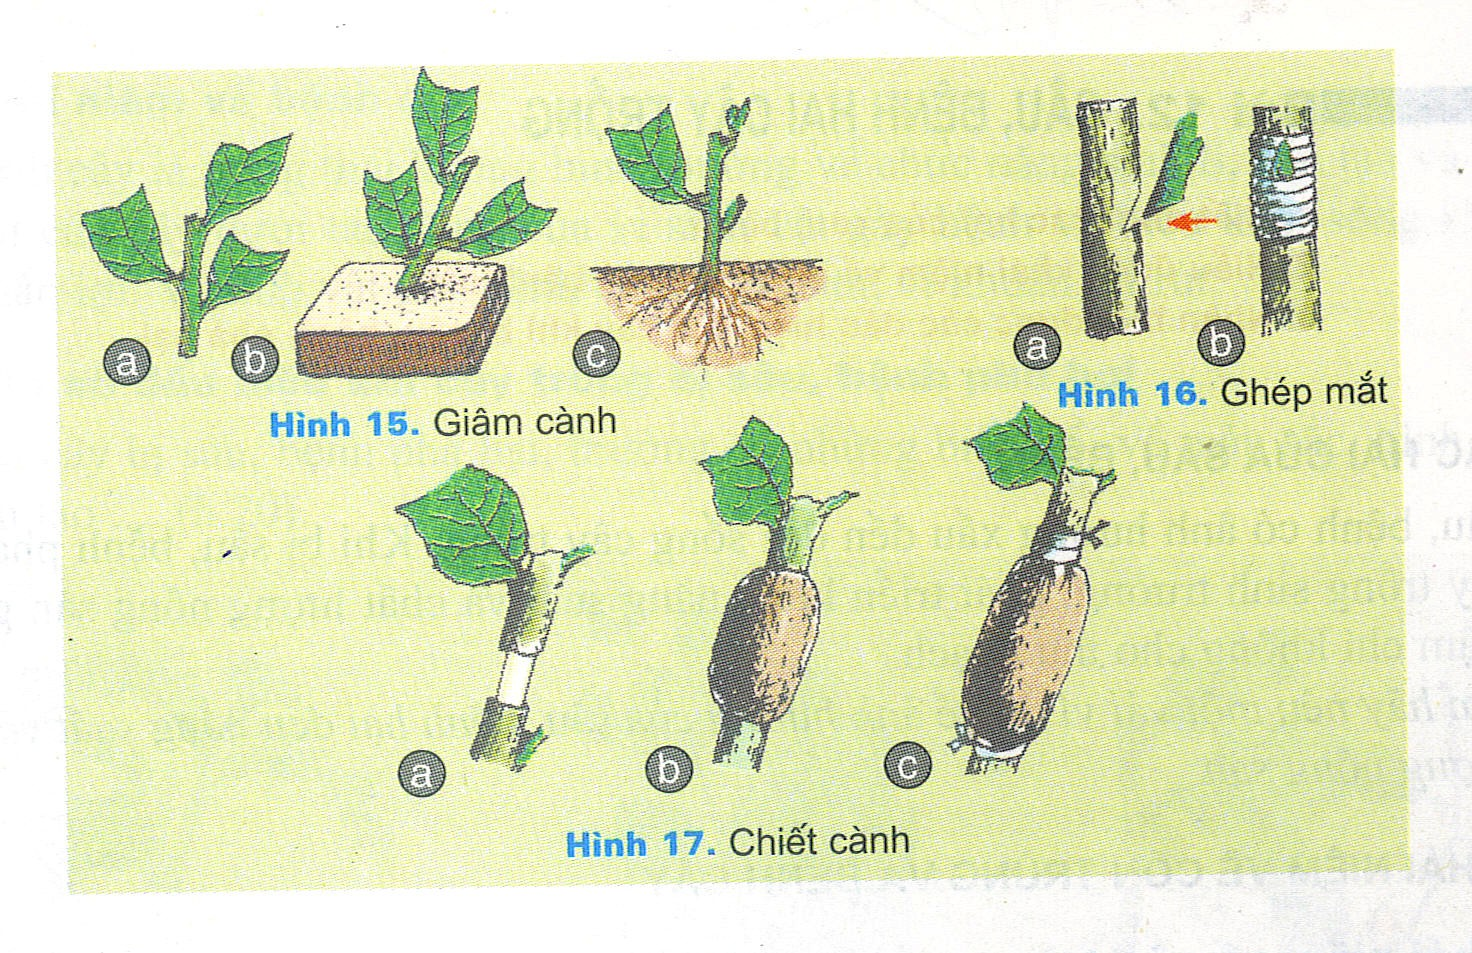 a b c
Hình 15. Giâm cành
a b
Hình 16. Ghép mắt
a b c
Hình 17. Chiết cành